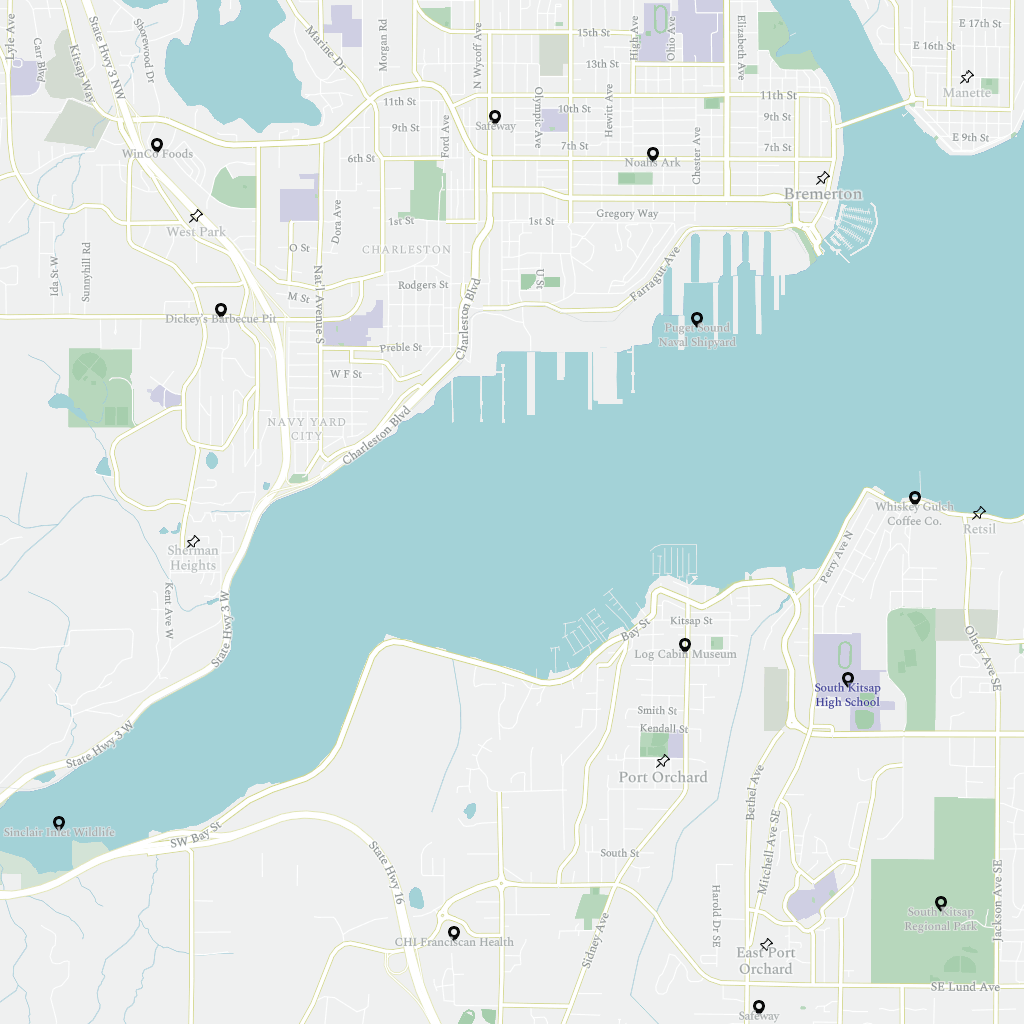 Lyle Ave
Carr Blvd
Kitsap Way
State Hwy 3 NW
Shorewood Dr
Marine Dr
Morgan Rd
N Wycoff Ave
15th St
13th St
High Ave
Ohio Ave
Elizabeth Ave
E 17th St
E 16th St
Manette
E 9th St
11th St
9th St
6th St
Ford Ave
Safeway
Olympic Ave
10th St
7th St
Hewitt Ave
Noah's Ark
Chester Ave
11th St
9th St
7th St
Bremerton
WinCo Foods
West Park
Dora Ave
1st St
1st St
Gregory Way
CHARLESTON
O St
M St
Nat'l Avenue S
Rodgers St
U St
Farragut Ave
Ida St W
Sunnyhill Rd
Dickey's Barbecue Pit
Preble St
Charleston Blvd
Puget Sound
Naval Shipyard
W F St
NAVY YARD
CITY
Charleston Blvd
Whiskey Gulch
Coffee Co.
Retsil
Sherman
Heights
Perry Ave N
Kent Ave W
State Hwy 3 W
Bay St
Kitsap St
Log Cabin Museum
Olney Ave SE
South Kitsap
High School
Smith St
Kendall St
State Hwy 3 W
Port Orchard
Bethel Ave
Mitchell Ave SE
Sinclair Inlet Wildlife
SW Bay St
State Hwy 16
South St
Harold Dr SE
Jackson Ave SE
South Kitsap
Regional Park
CHI Franciscan Health
Sidney Ave
East Port
Orchard
SE Lund Ave
Safeway